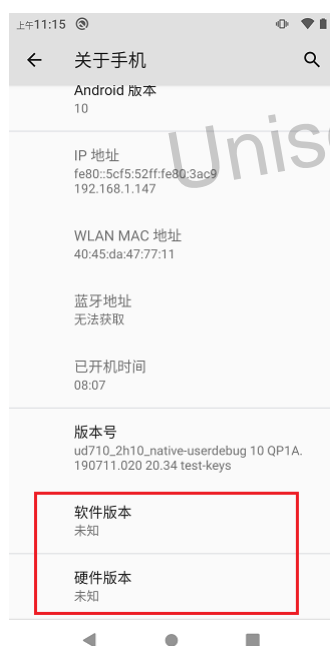 上午11:15
关于手机
Android 版本
10
IP 地址
fe80::5cf5:52ff:fe80:3ac9
192.168.1.147
WLAN MAC 地址
40:45:da:47:77:11
蓝牙地址
无法获取
已开机时间
08:07
版本号
ud710_2h10_native-userdebug 10 QP1A.
190711.020 20.34 test-keys
软件版本
未知
硬件版本
未知